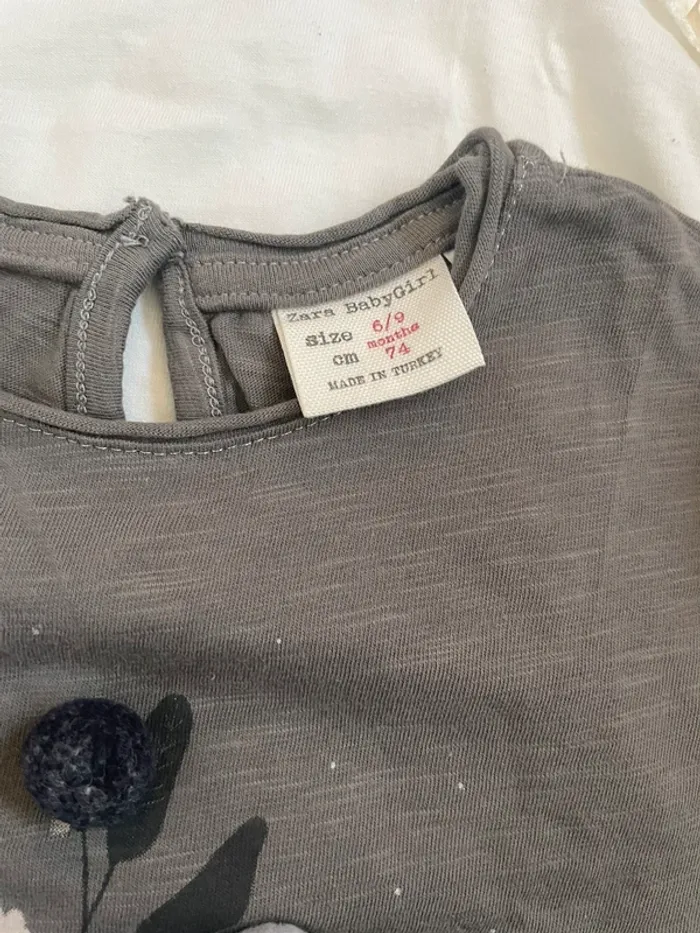 Zara BabyGirl
size 6/9
months
cm 74
MADE IN TURKEY